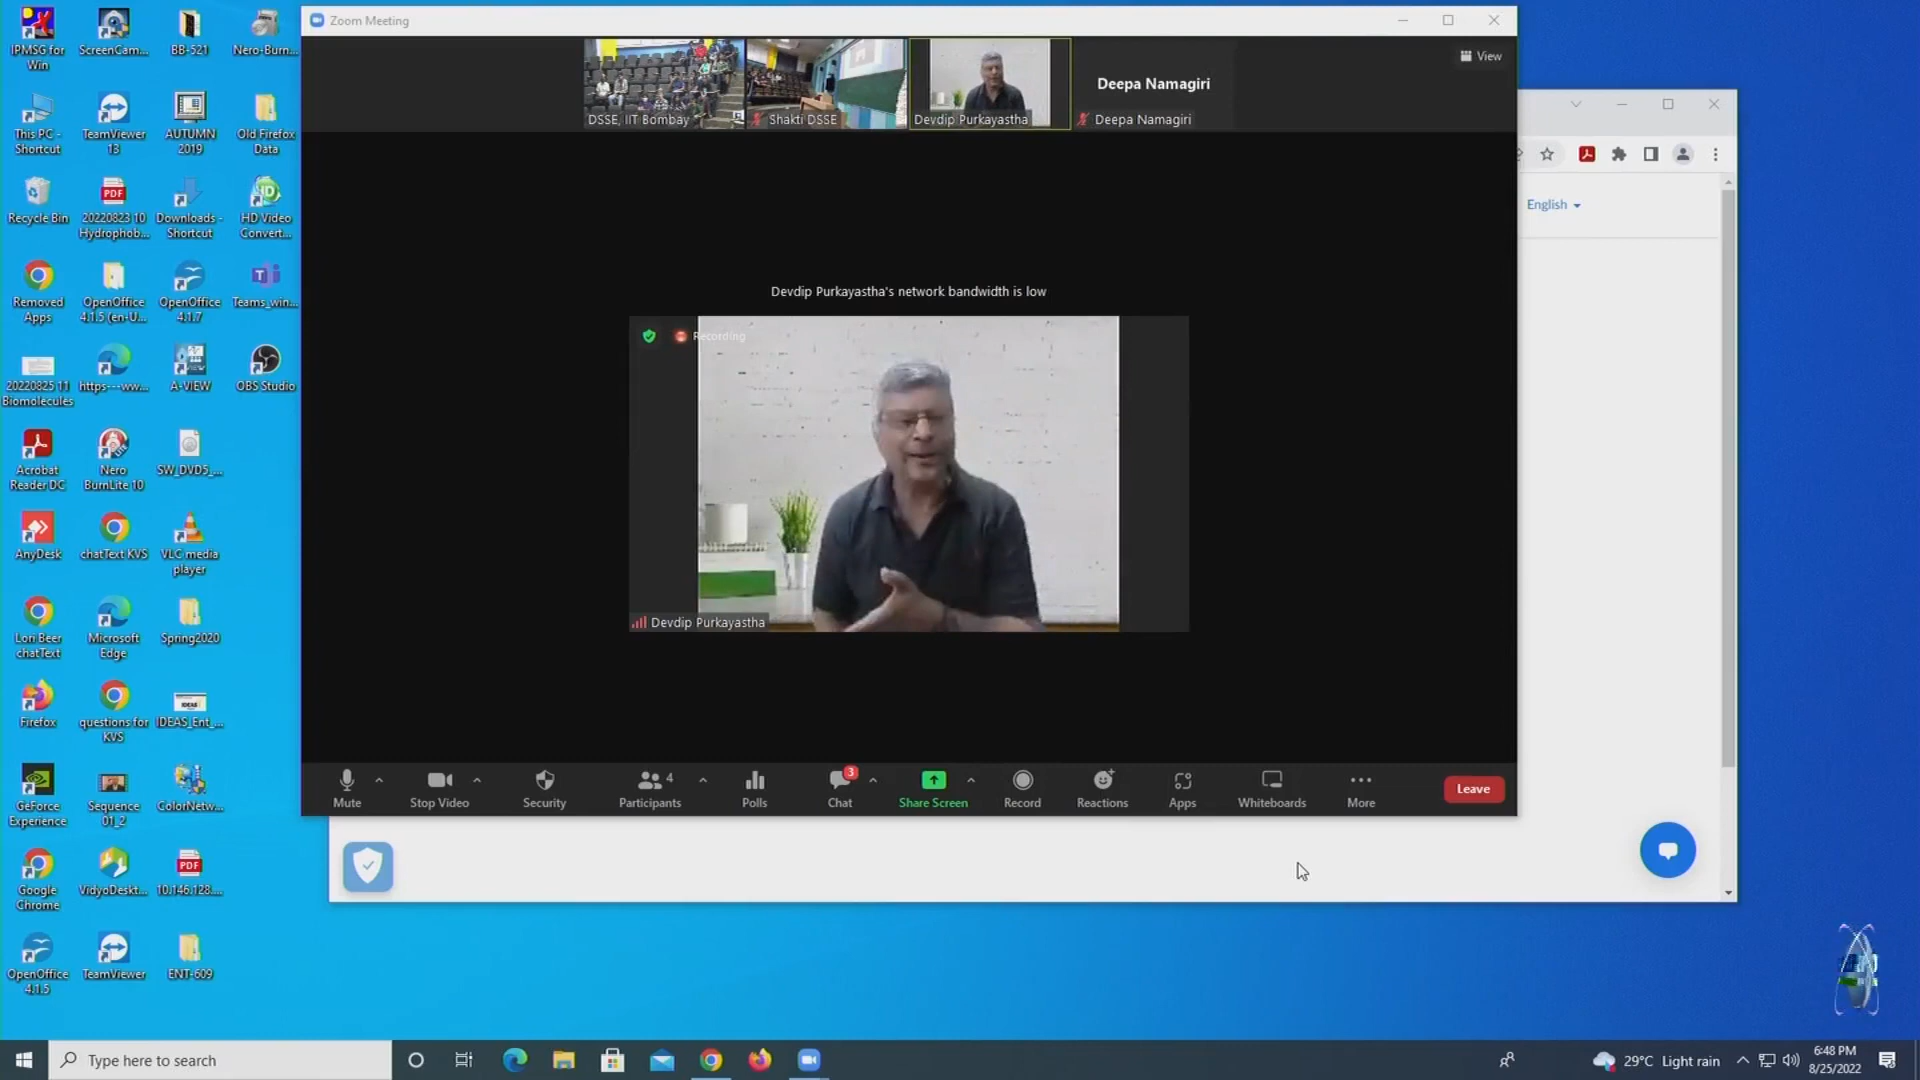 IPMSG for
Win
ScreenCam...
BB-521
Nero-Burn...
This PC -
Shortcut
TeamViewer
13
AUTUMN
2019
Old Firefox
Data
Recycle Bin
PDF
20220823 10
Hydrophob...
Downloads -
Shortcut
HD
HD Video
Convert...
Removed
Apps
OpenOffice
4.1.5 (en-U...
OpenOffice
4.1.7
Teams_win...
20220825 11
Biomolecules
https---ww...
A-VIEW
OBS Studio
Acrobat
Reader DC
Nero
BurnLite 10
SW_DVD5_...
AnyDesk
chatText KVS
VLC media
player
Lori Beer
chatText
Microsoft
Edge
Spring2020
Firefox
questions for
KVS
IDEAS
IDEAS_Ent_...
GeForce
Experience
Sequence
01_2
ColorNetw...
Google
Chrome
VidyoDeskt...
PDF
10.146.128....
OpenOffice
4.1.5
TeamViewer
ENT-609
Zoom Meeting
View
DSSE, IIT Bombay
Shakti DSSE
Devdip Purkayastha
Deepa Namagiri
Deepa Namagiri
Devdip Purkayastha's network bandwidth is low
Recording
Devdip Purkayastha
Mute
Stop Video
Security
4
Participants
Polls
3
Chat
Share Screen
Record
Reactions
Apps
Whiteboards
More
Leave
English
Type here to search
29°C Light rain
6:48 PM
8/25/2022